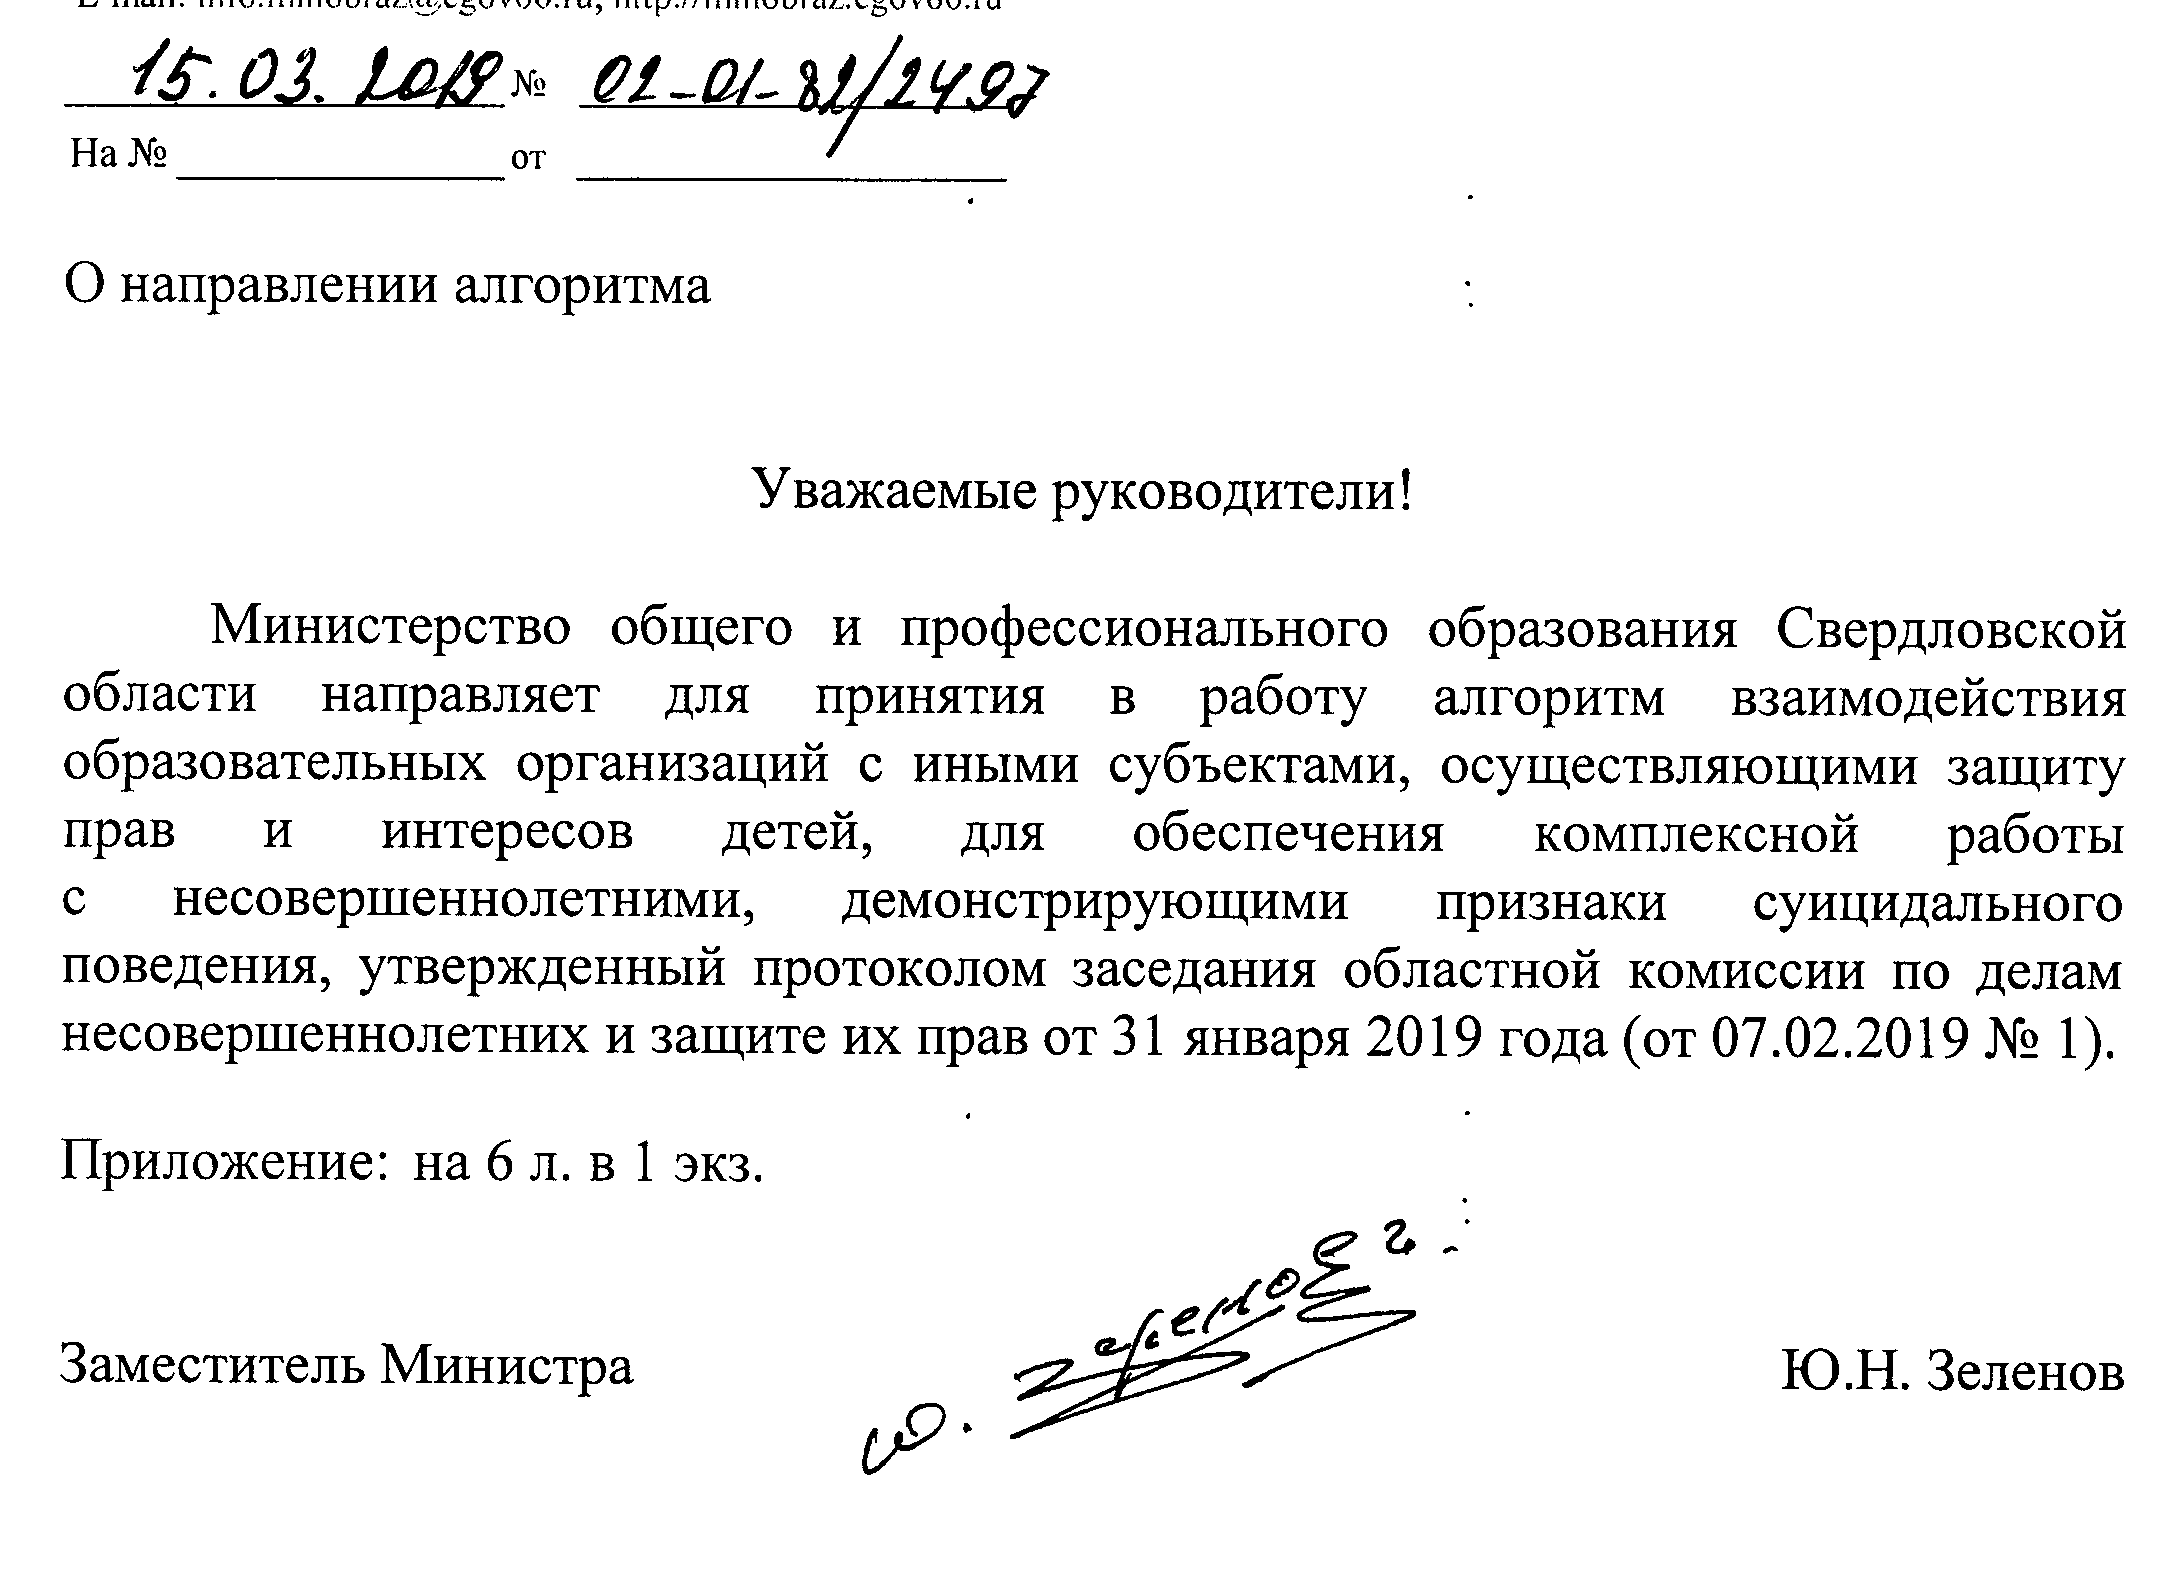 15.03.2019 № 02-01-82/2497
На № от
О направлении алгоритма
Уважаемые руководители!
Министерство общего и профессионального образования Свердловской
области направляет для принятия в работу алгоритм взаимодействия
образовательных организаций с иными субъектами, осуществляющими защиту
прав и интересов детей, для обеспечения комплексной работы
с несовершеннолетними, демонстрирующими признаки суицидального
поведения, утвержденный протоколом заседания областной комиссии по делам
несовершеннолетних и защите их прав от 31 января 2019 года (от 07.02.2019 № 1).
Приложение: на 6 л. в 1 экз.
Заместитель Министра Ю.Н. Зеленов